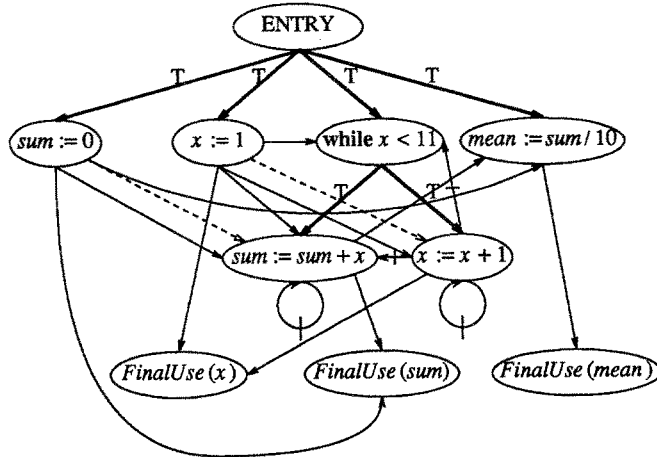 ENTRY
T T T T
sum := 0 x := 1 while x < 11 mean := sum / 10
T T
sum := sum + x x := x + 1
FinalUse (x) FinalUse (sum) FinalUse (mean)